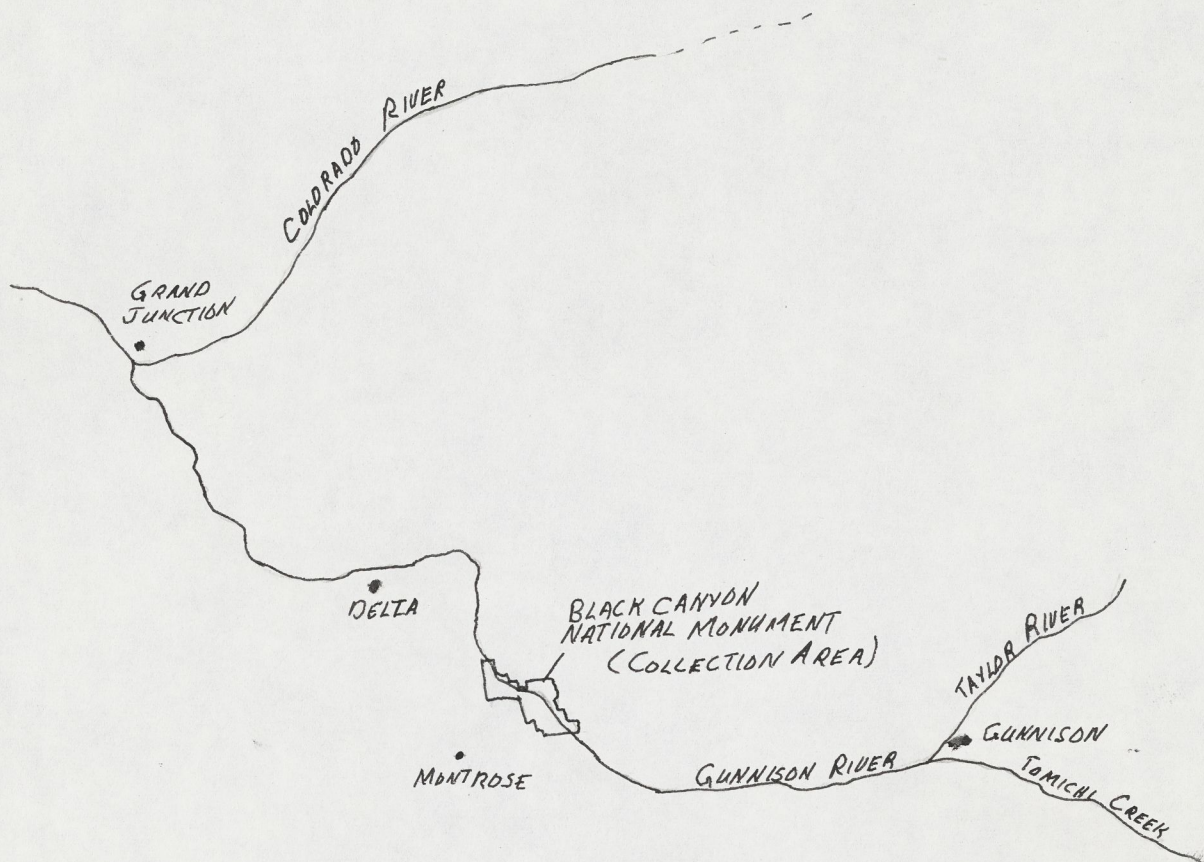 COLORADO RIVER
GRAND
JUNCTION
DELTA
BLACK CANYON
NATIONAL MONUMENT
(COLLECTION AREA)
TAYLOR RIVER
GUNNISON
MONTROSE
GUNNISON RIVER
TOMICHI CREEK